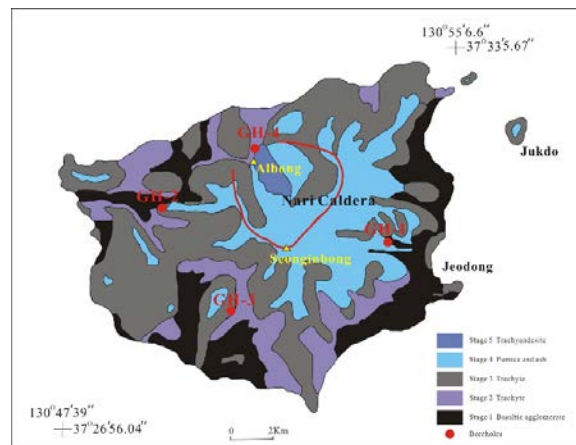 130°55′6.6″
37°33′5.67″
Jukdo
GH-4
Albong
GH-2
Nari Caldera
GH-1
Seonginbong
Jeodong
GH-3
Stage 5 Trachyandesite
Stage 4 Pumice and ash
Stage 3 Trachyte
Stage 2 Trachyte
Stage 1 Basaltic agglomerate
Boreholes
130°47′39″
37°26′56.04″
0 2Km